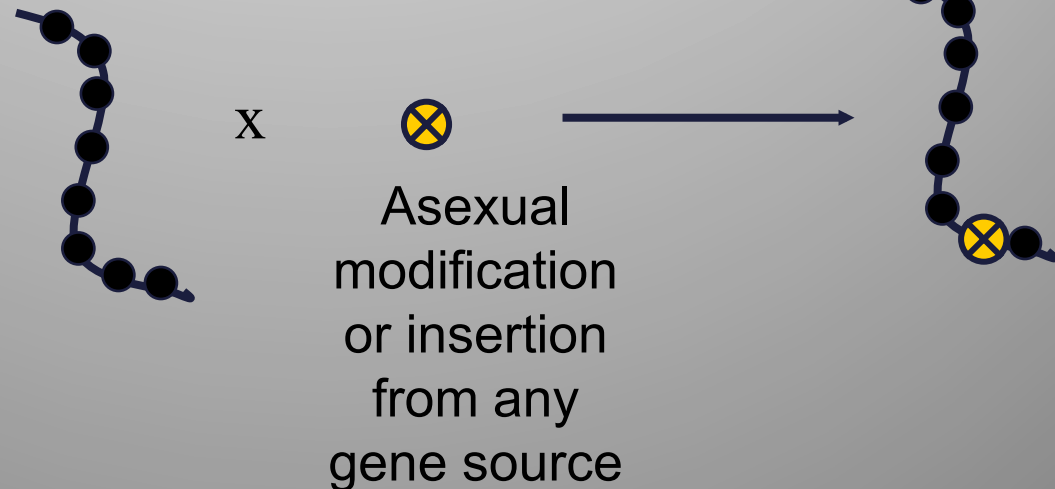 x
Asexual
modification
or insertion
from any
gene source